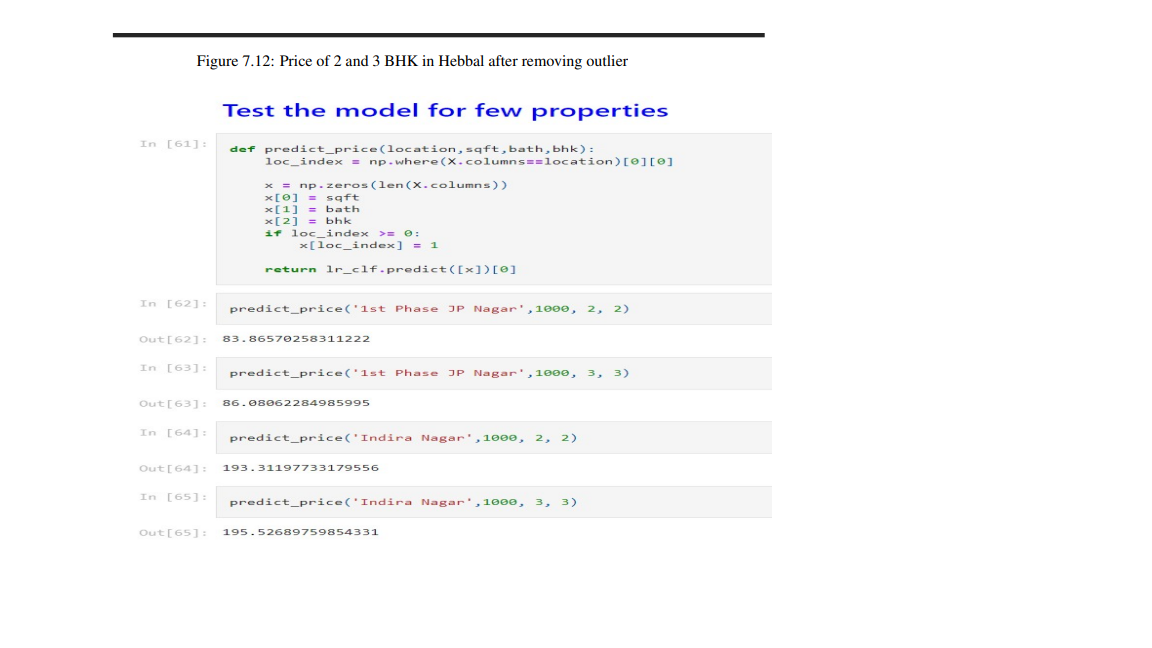 Figure 7.12: Price of 2 and 3 BHK in Hebbal after removing outlier
Test the model for few properties
In [61]:
def predict_price(location,sqft,bath,bhk):
    loc_index = np.where(X.columns==location)[0][0]
    x = np.zeros(len(X.columns))
    x[0] = sqft
    x[1] = bath
    x[2] = bhk
    if loc_index >= 0:
        x[loc_index] = 1
    return lr_clf.predict([x])[0]
In [62]: predict_price('1st Phase JP Nagar',1000, 2, 2)
Out[62]: 83.86570258311222
In [63]: predict_price('1st Phase JP Nagar',1000, 3, 3)
Out[63]: 86.08062284985995
In [64]: predict_price('Indira Nagar',1000, 2, 2)
Out[64]: 193.31197733179556
In [65]: predict_price('Indira Nagar',1000, 3, 3)
Out[65]: 195.52689759854331